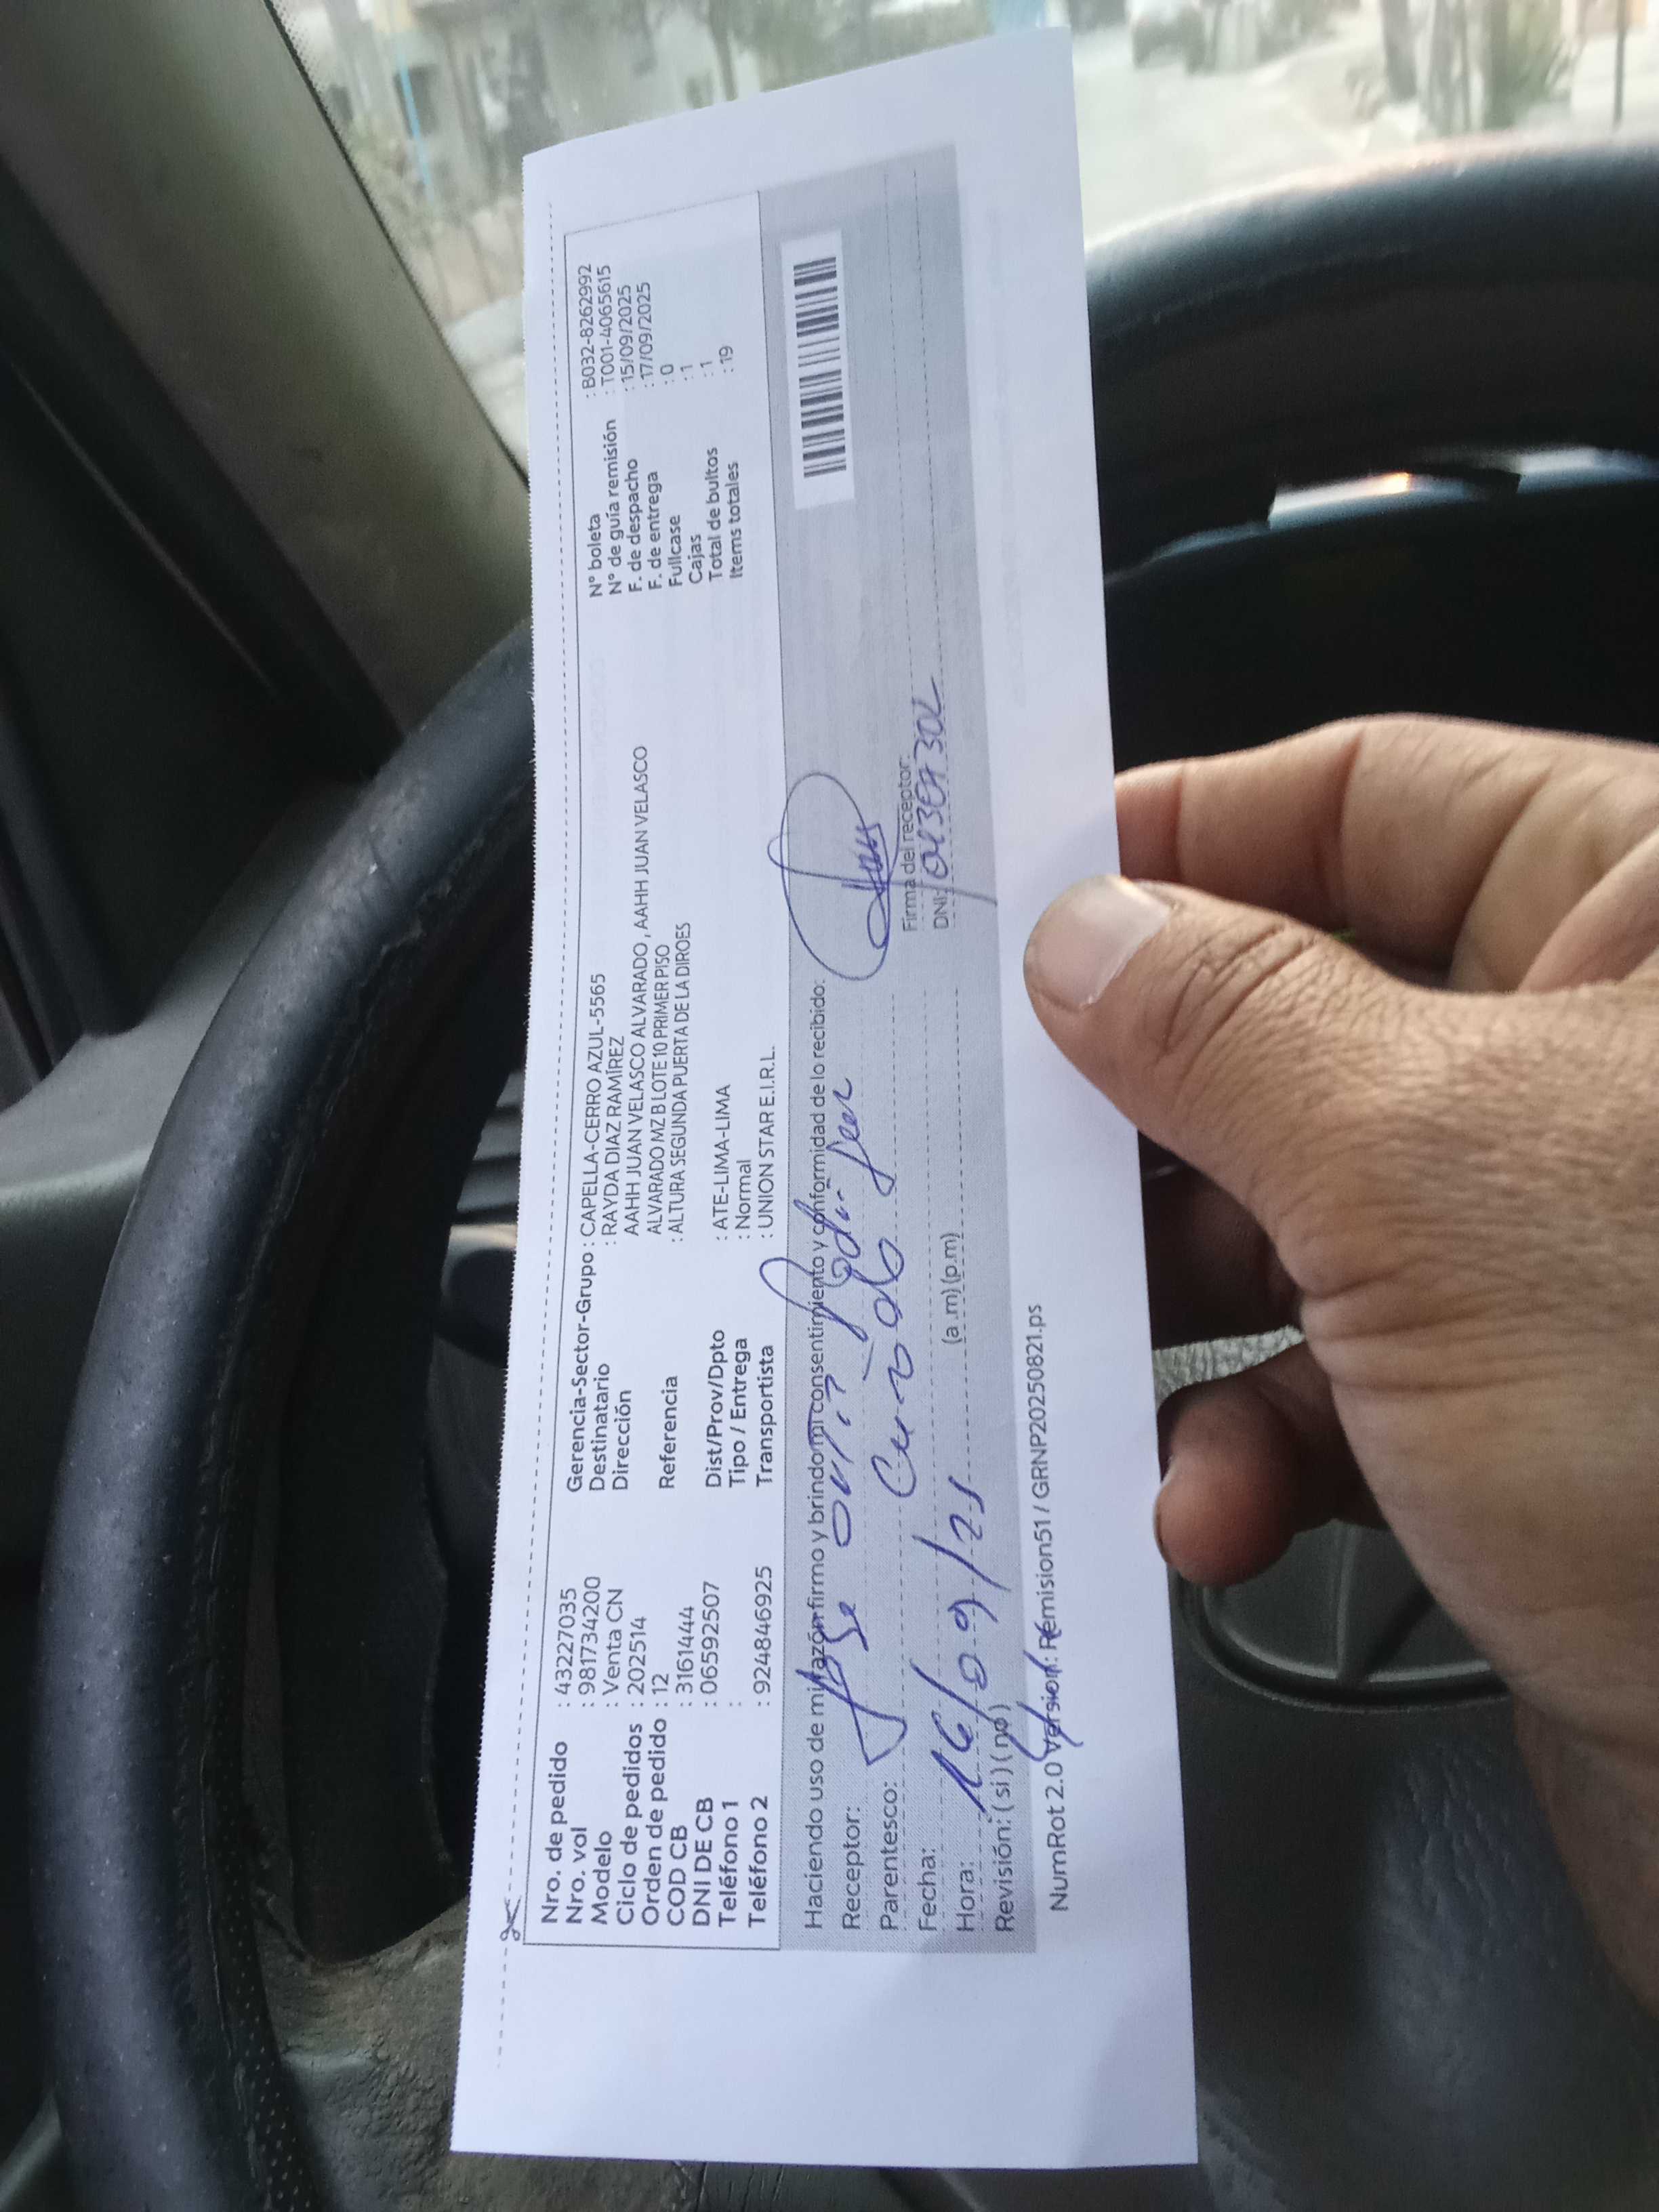 Nro. de pedido : 43227035
Nro. vol : 981734200
Modelo : Venta CN
Ciclo de pedidos : 202514
Orden de pedido : 12
COD CB : 3161444
DNI DE CB : 06592507
Teléfono 1 :
Teléfono 2 : 924846925
Gerencia-Sector-Grupo : CAPELLA-CERRO AZUL-5565
Destinatario : RAYDA DIAZ RAMÍREZ
Dirección AAHH JUAN VELASCO ALVARADO , AAHH JUAN VELASCO
ALVARADO MZ B LOTE 10 PRIMER PISO
Referencia : ALTURA SEGUNDA PUERTA DE LA DIROES
Dist/Prov/Dpto : ATE-LIMA-LIMA
Tipo / Entrega : Normal
Transportista : UNION STAR E.I.R.L.
N° boleta : B032-8262992
N° de guía remisión : T001-4065615
F. de despacho : 15/09/2025
F. de entrega : 17/09/2025
Fullcase : 0
Cajas : 1
Total de bultos : 1
Items totales : 19
Haciendo uso de mi razón firmo y brindo mi consentimiento y conformidad de lo recibido:
Receptor: Jose
Parentesco:
Fecha: 16/09/25
Hora: (a.m) (p.m)
Revisión: (si) (no)
Firma del receptor:
DNI:
NumRot 2.0 Version: Remision51 / GRNP20250821.ps